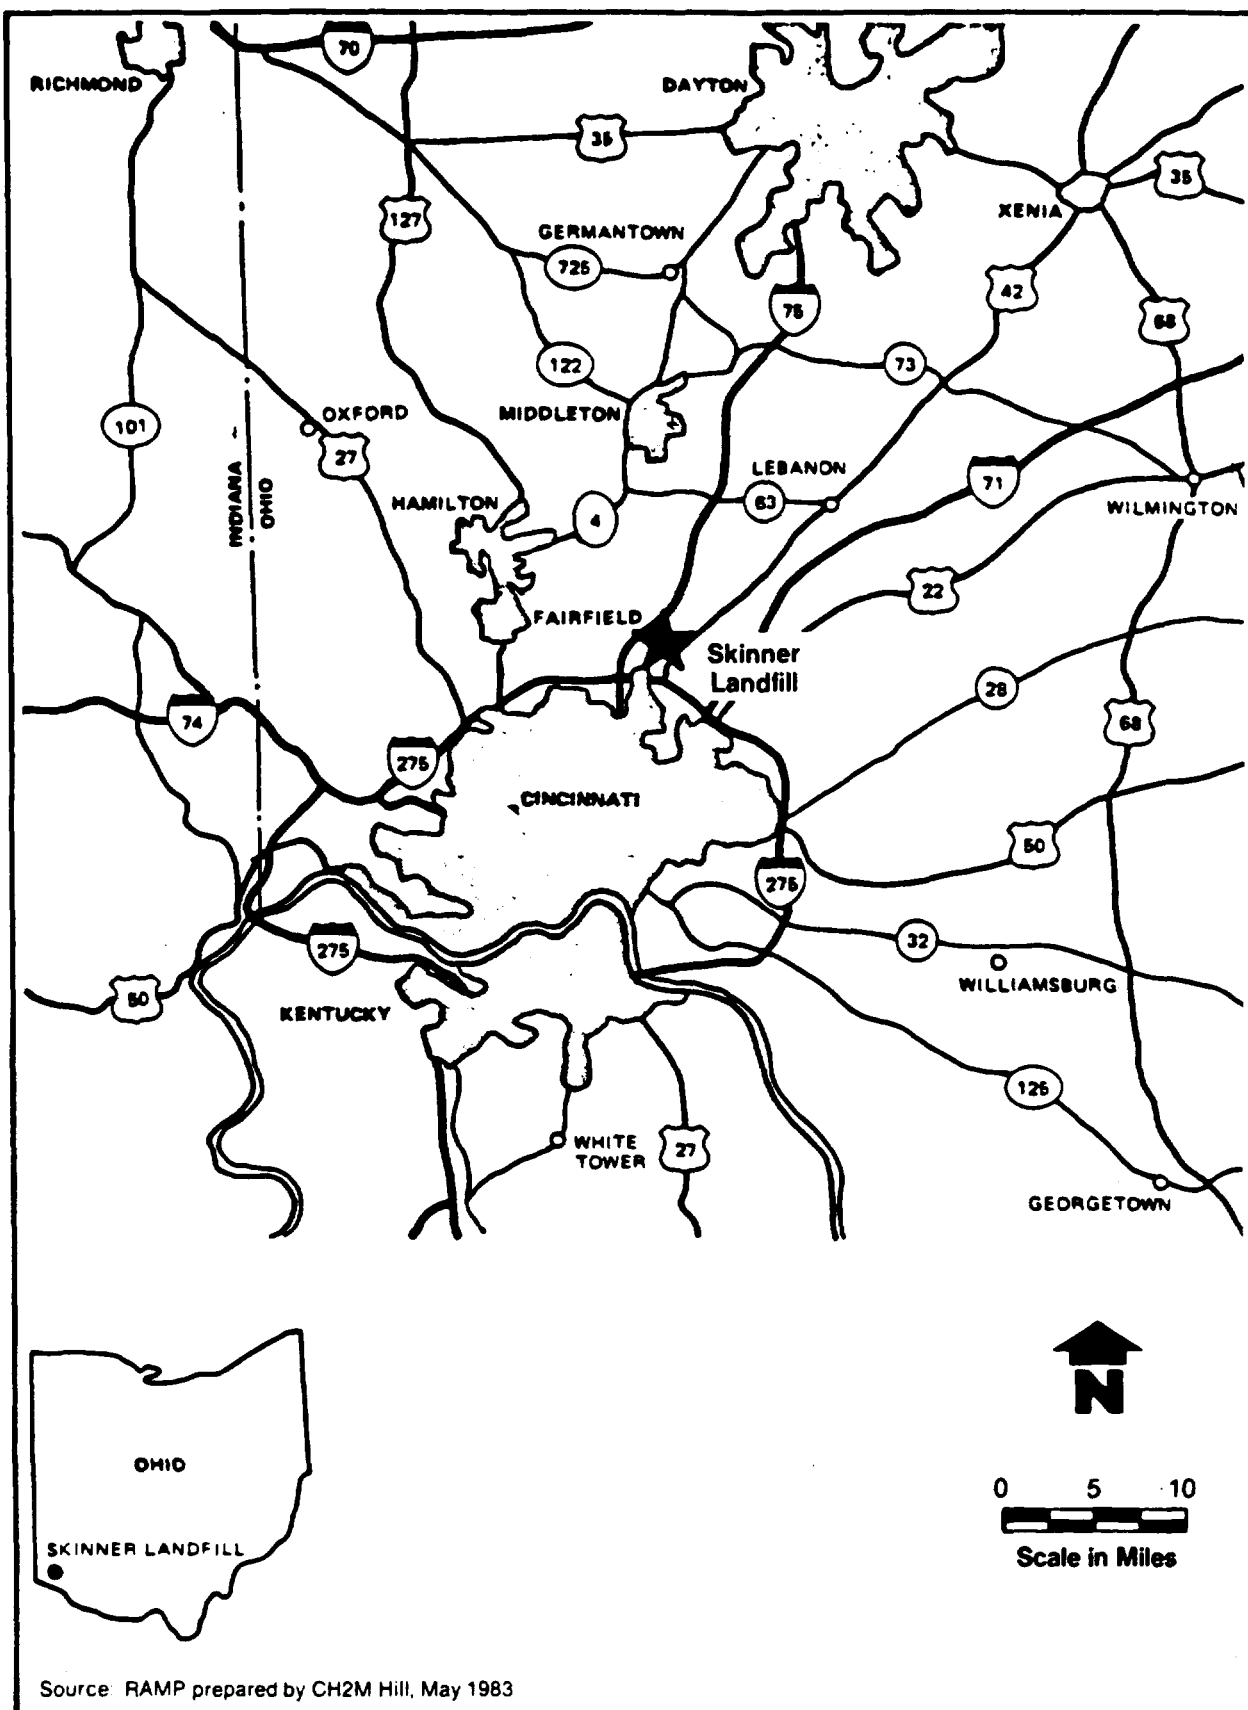 70
RICHMOND
DAYTON
35
35
127
XENIA
GERMANTOWN
725
42
75
68
122
73
OXFORD
MIDDLETON
101
27
LEBANON
71
HAMILTON
63
4
WILMINGTON
INDIANA
OHIO
22
FAIRFIELD
Skinner
Landfill
28
74
68
275
CINCINNATI
50
275
32
275
WILLIAMSBURG
50
KENTUCKY
125
WHITE
TOWER
27
GEORGETOWN
N
OHIO
0 5 10
SKINNER LANDFILL
Scale in Miles
Source: RAMP prepared by CH2M Hill, May 1983